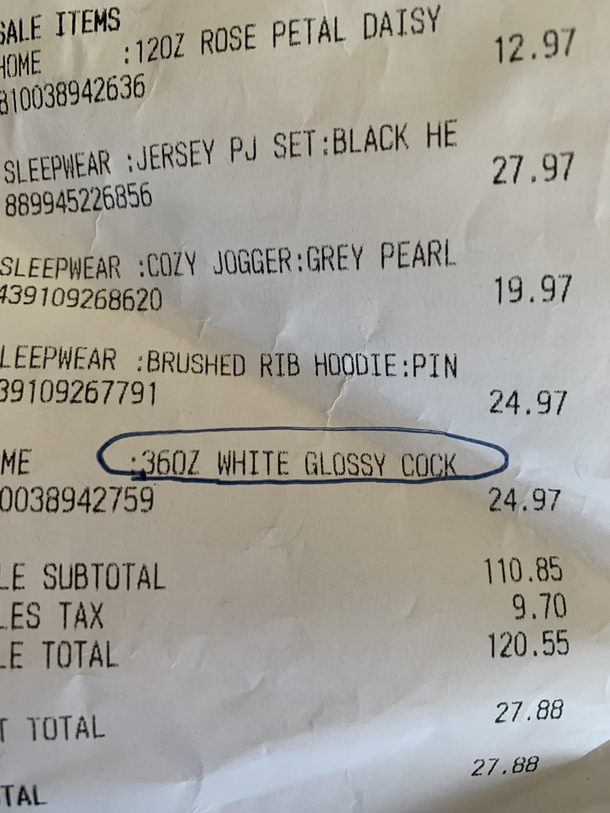 SALE ITEMS
HOME :12OZ ROSE PETAL DAISY 12.97
810038942636
SLEEPWEAR :JERSEY PJ SET:BLACK HE 27.97
889945226856
SLEEPWEAR :COZY JOGGER:GREY PEARL 19.97
439109268620
LEEPWEAR :BRUSHED RIB HOODIE:PIN 24.97
39109267791
ME :36OZ WHITE GLOSSY COCK
0038942759 24.97
LE SUBTOTAL 110.85
LES TAX 9.70
LE TOTAL 120.55
T TOTAL 27.88
27.88
TAL